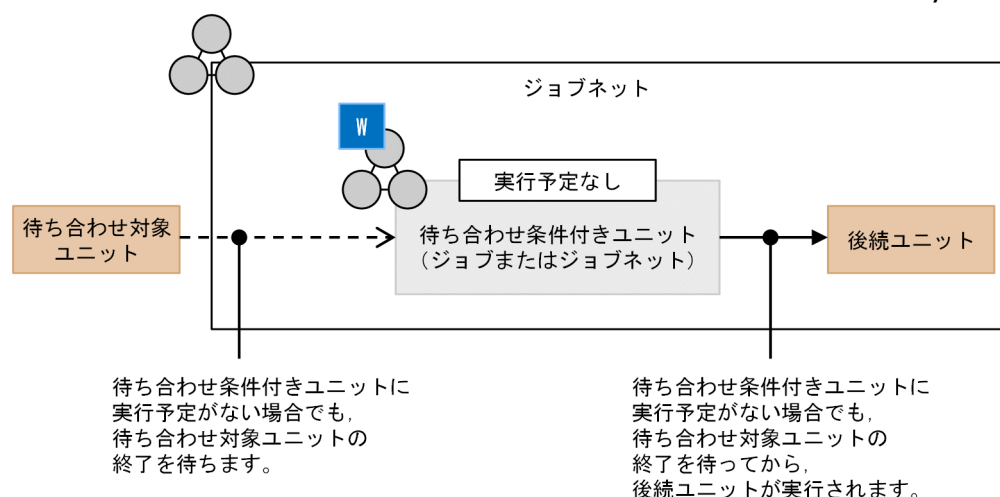 ジョブネット
W
実行予定なし
待ち合わせ対象
ユニット
待ち合わせ条件付きユニット
（ジョブまたはジョブネット）
後続ユニット
待ち合わせ条件付きユニットに
実行予定がない場合でも，
待ち合わせ対象ユニットの
終了を待ちます。
待ち合わせ条件付きユニットに
実行予定がない場合でも，
待ち合わせ対象ユニットの
終了を待ってから，
後続ユニットが実行されます。